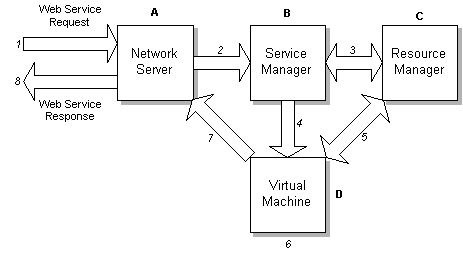 A
B
C
Web Service
Request
1
Network
Server
2
Service
Manager
3
Resource
Manager
8
Web Service
Response
4
5
7
Virtual
Machine
D
6